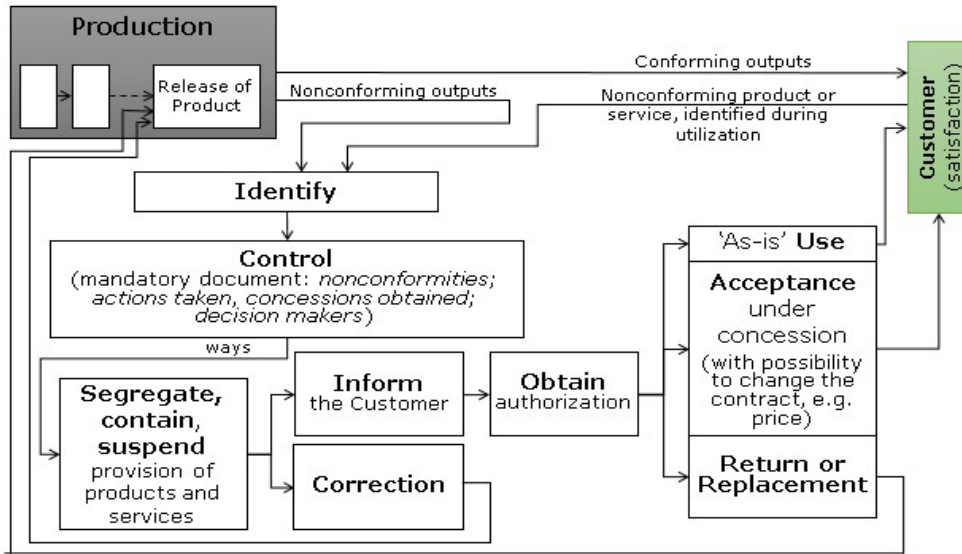 Production
Release of
Product
Conforming outputs
Nonconforming outputs
Nonconforming product or
service, identified during
utilization
Customer
(satisfaction)
Identify
Control
(mandatory document: nonconformities;
actions taken, concessions obtained;
decision makers)
ways
Segregate,
contain,
suspend
provision of
products and
services
Inform
the Customer
Correction
Obtain
authorization
‘As-is’ Use
Acceptance
under
concession
(with possibility
to change the
contract, e.g.
price)
Return or
Replacement